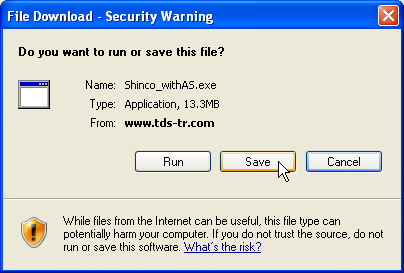 File Download - Security Warning
Do you want to run or save this file?
Name: Shinco_withAS.exe
Type: Application, 13.3MB
From: www.tds-tr.com
Run Save Cancel
While files from the Internet can be useful, this file type can
potentially harm your computer. If you do not trust the source, do not
run or save this software. What's the risk?